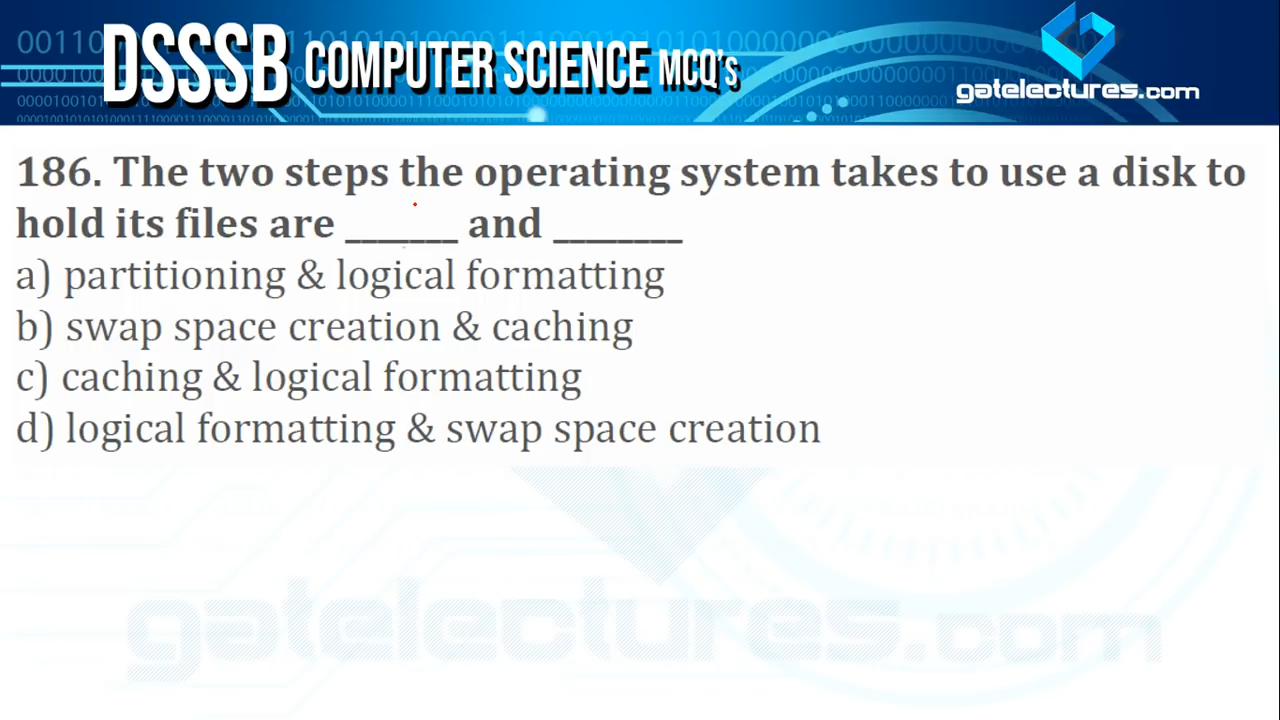 DSSSB COMPUTER SCIENCE MCQ's
gatelectures.com
186. The two steps the operating system takes to use a disk to
hold its files are _______ and ________
a) partitioning & logical formatting
b) swap space creation & caching
c) caching & logical formatting
d) logical formatting & swap space creation
gatelectures.com